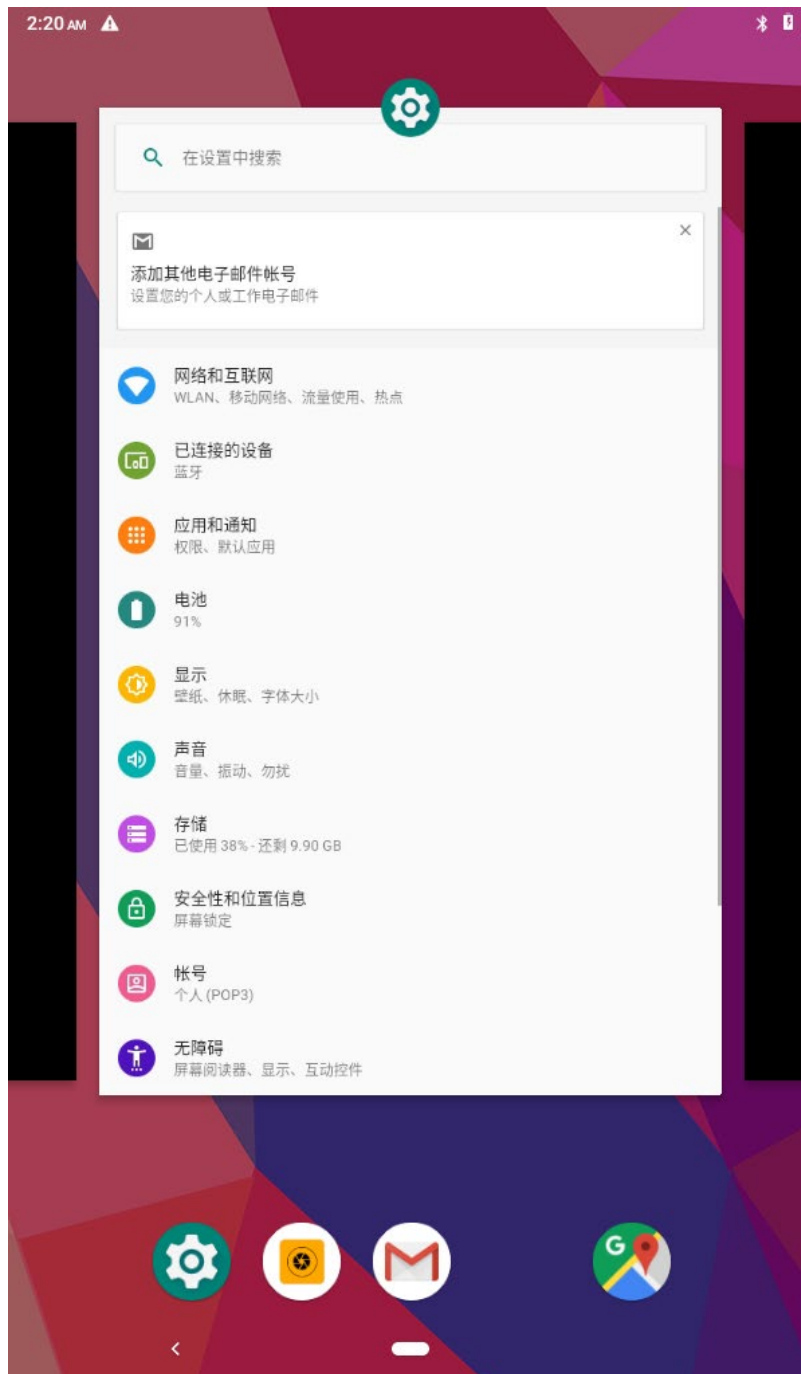 2:20 AM
在设置中搜索
添加其他电子邮件帐号
设置您的个人或工作电子邮件
网络和互联网
WLAN、移动网络、流量使用、热点
已连接的设备
蓝牙
应用和通知
权限、默认应用
电池
91%
显示
壁纸、休眠、字体大小
声音
音量、振动、勿扰
存储
已使用 38% - 还剩 9.90 GB
安全性和位置信息
屏幕锁定
帐号
个人 (POP3)
无障碍
屏幕阅读器、显示、互动控件
G